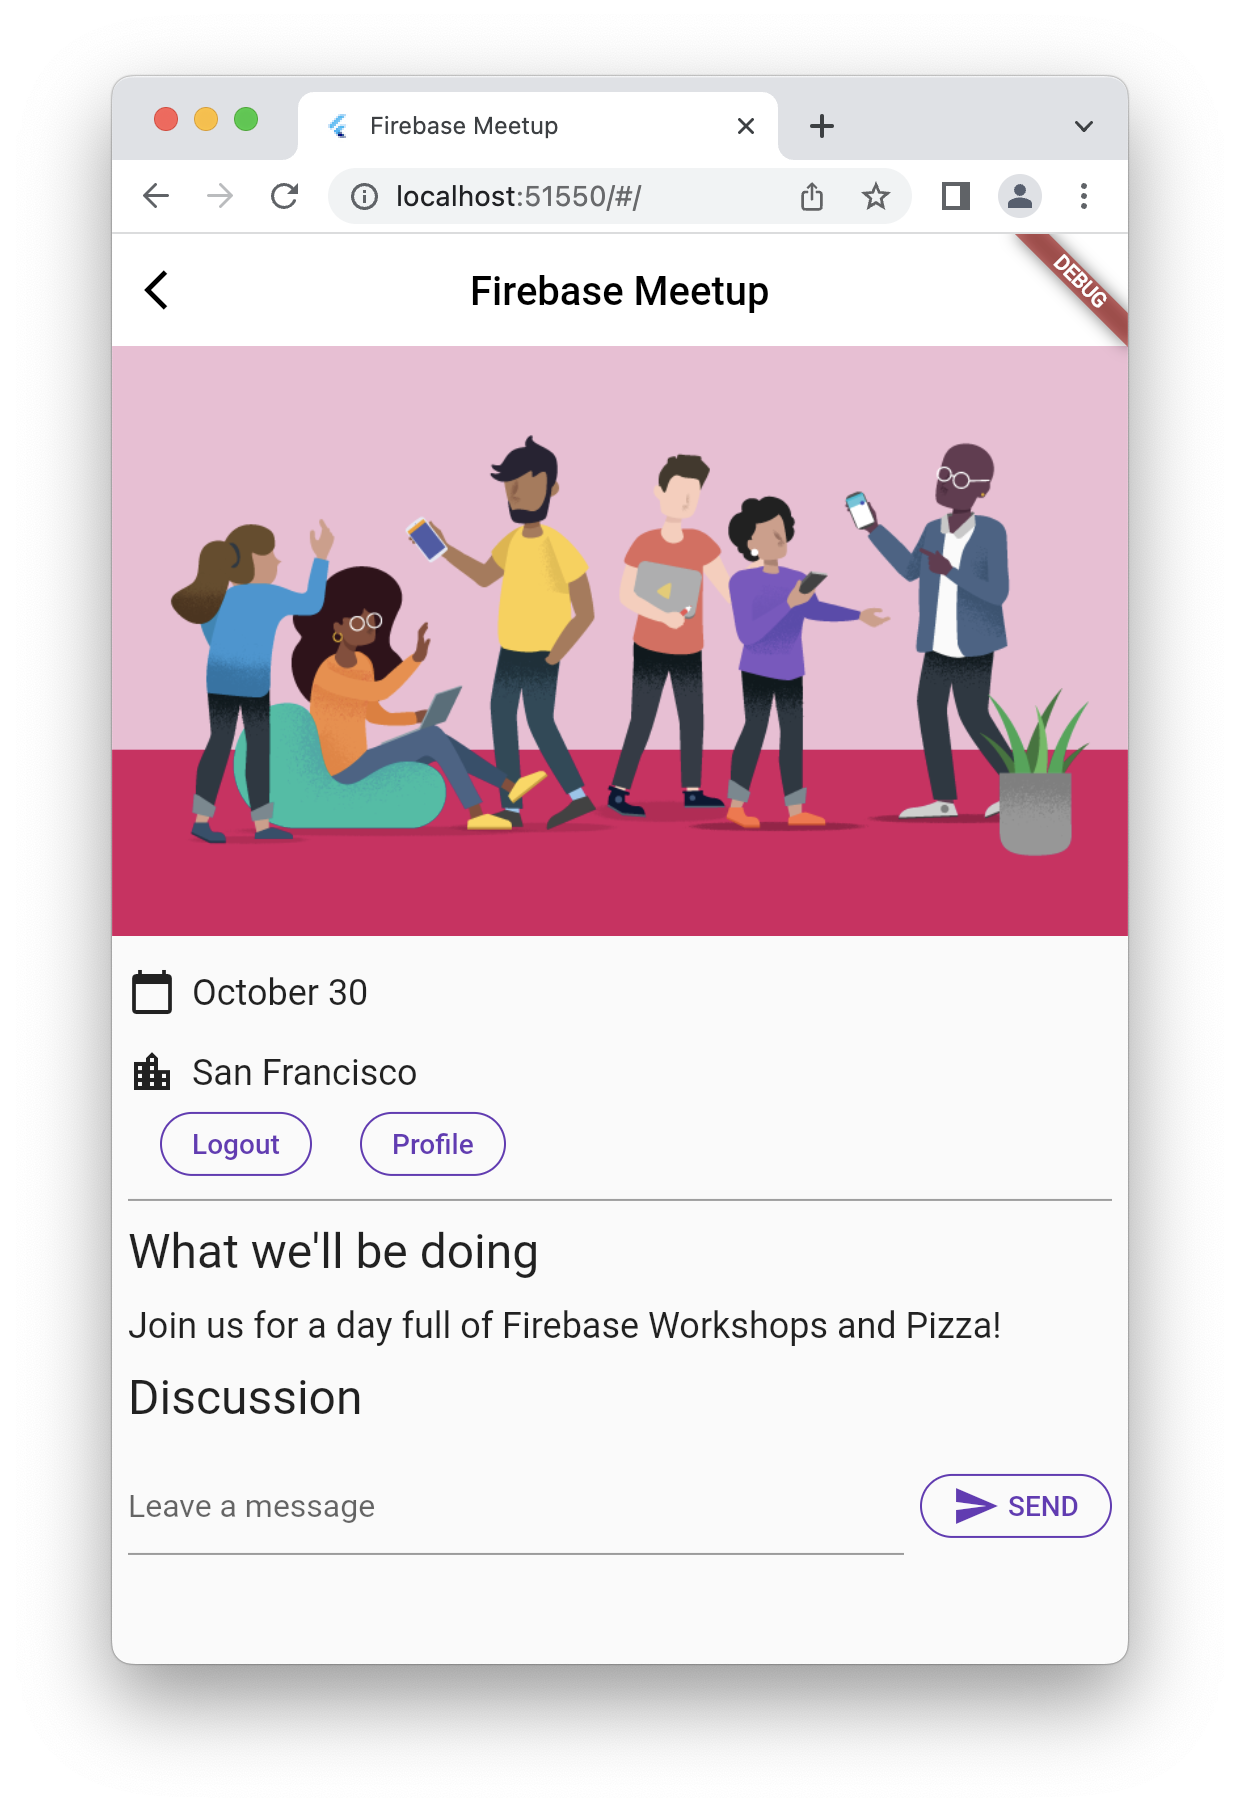 Firebase Meetup
localhost:51550/#/
Firebase Meetup
DEBUG
October 30
San Francisco
Logout Profile
What we'll be doing
Join us for a day full of Firebase Workshops and Pizza!
Discussion
Leave a message SEND